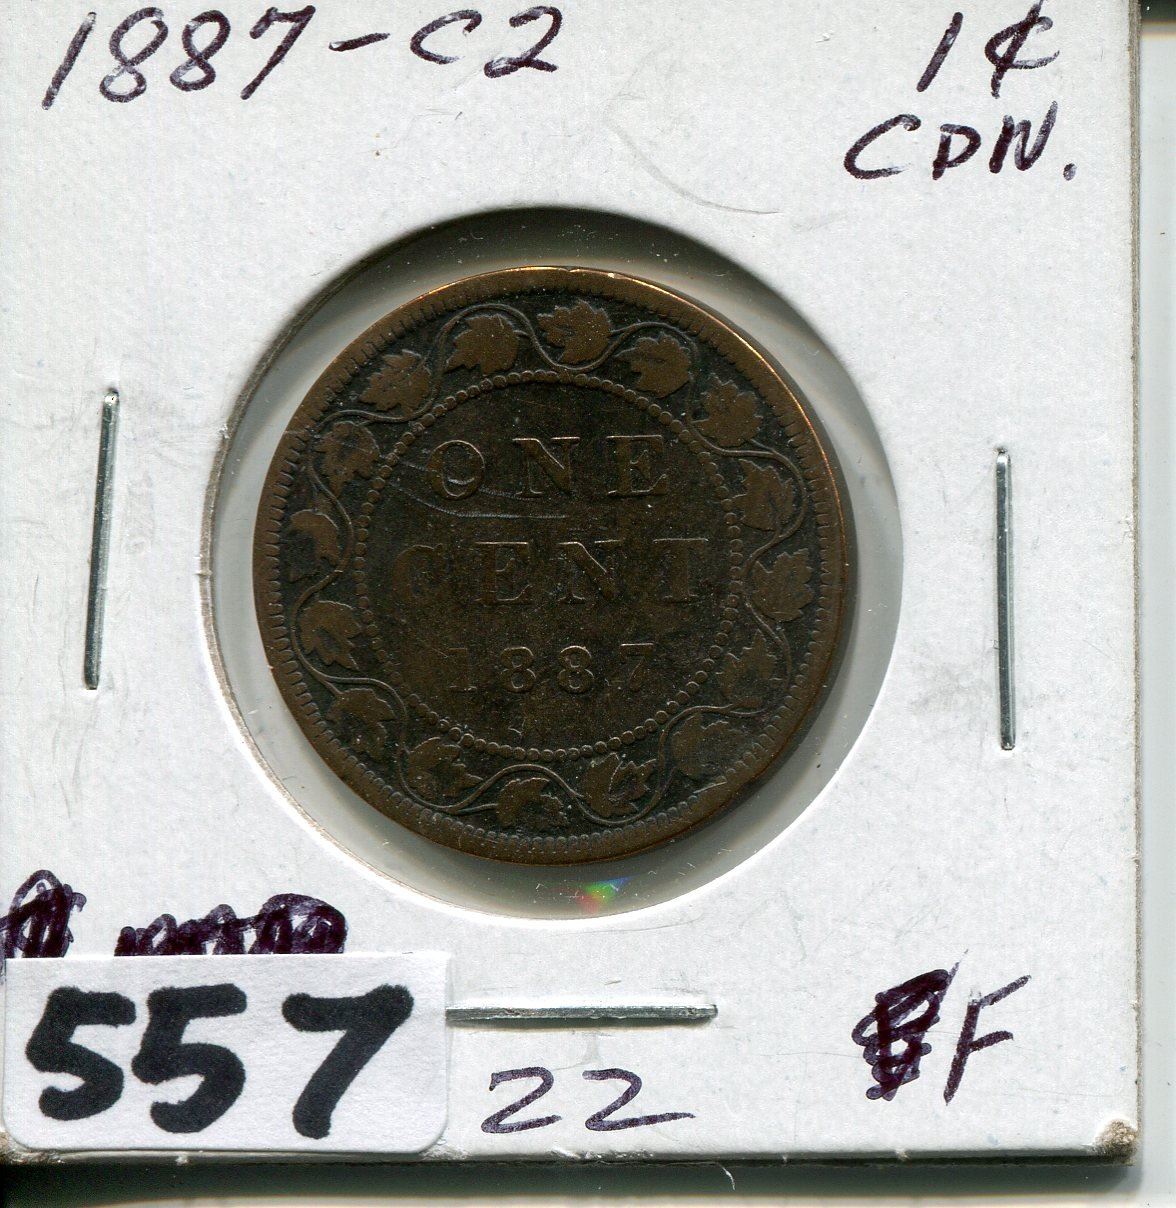 1887-C2 1¢
CDN.
ONE
CENT
1887
557
22
F